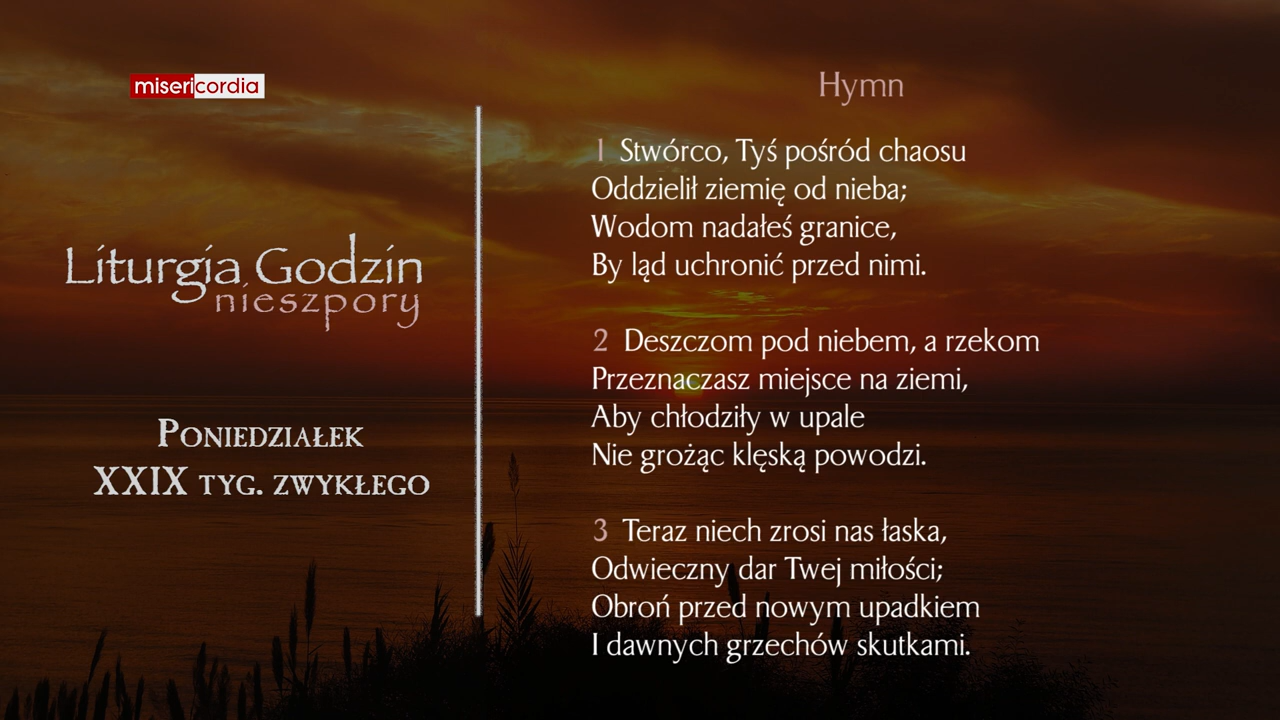 misericordia
Liturgia Godzin
nieszpory
Poniedziałek
XXIX tyg. zwykłego
Hymn
1 Stwórco, Tyś pośród chaosu
Oddzielił ziemię od nieba;
Wodom nadałeś granice,
By ląd uchronić przed nimi.
2 Deszczom pod niebem, a rzekom
Przeznaczasz miejsce na ziemi,
Aby chłodziły w upale
Nie grożąc klęską powodzi.
3 Teraz niech zrosi nas łaska,
Odwieczny dar Twej miłości;
Obroń przed nowym upadkiem
I dawnych grzechów skutkami.